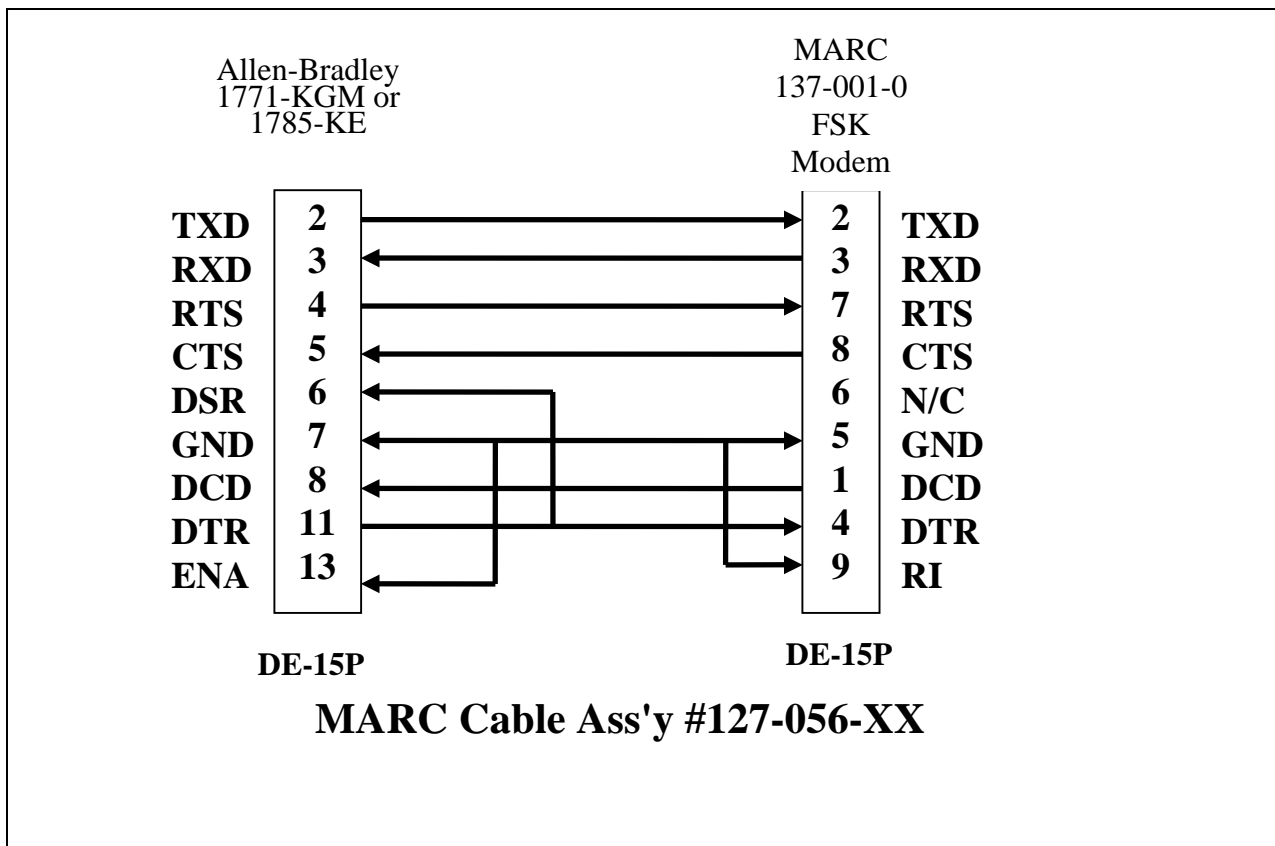 Allen-Bradley
1771-KGM or
1785-KE
MARC
137-001-0
FSK
Modem
TXD 2 2 TXD
RXD 3 3 RXD
RTS 4 7 RTS
CTS 5 8 CTS
DSR 6 6 N/C
GND 7 5 GND
DCD 8 1 DCD
DTR 11 4 DTR
ENA 13 9 RI
DE-15P DE-15P
MARC Cable Ass'y #127-056-XX